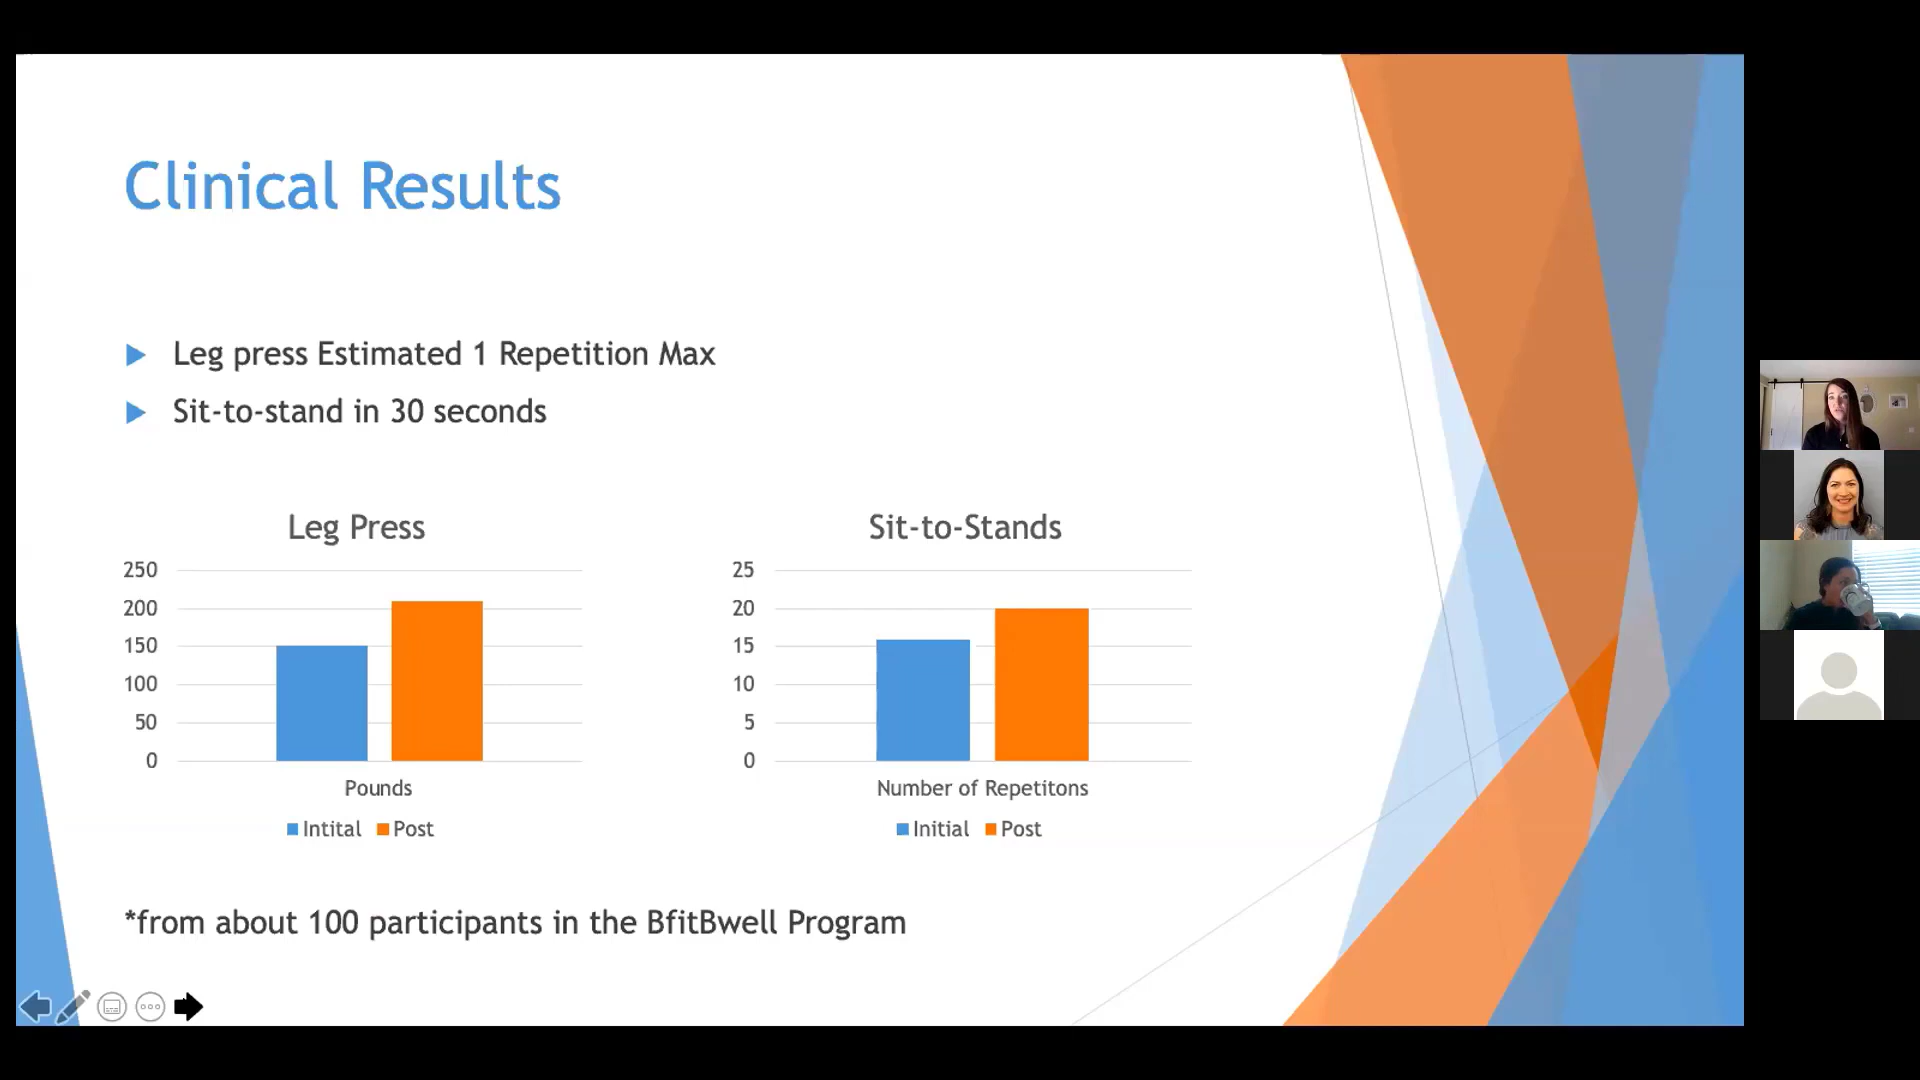 Clinical Results
Leg press Estimated 1 Repetition Max
Sit-to-stand in 30 seconds
Leg Press
250
200
150
100
50
0
Pounds
Intital Post
Sit-to-Stands
25
20
15
10
5
0
Number of Repetitons
Initial Post
*from about 100 participants in the BfitBwell Program